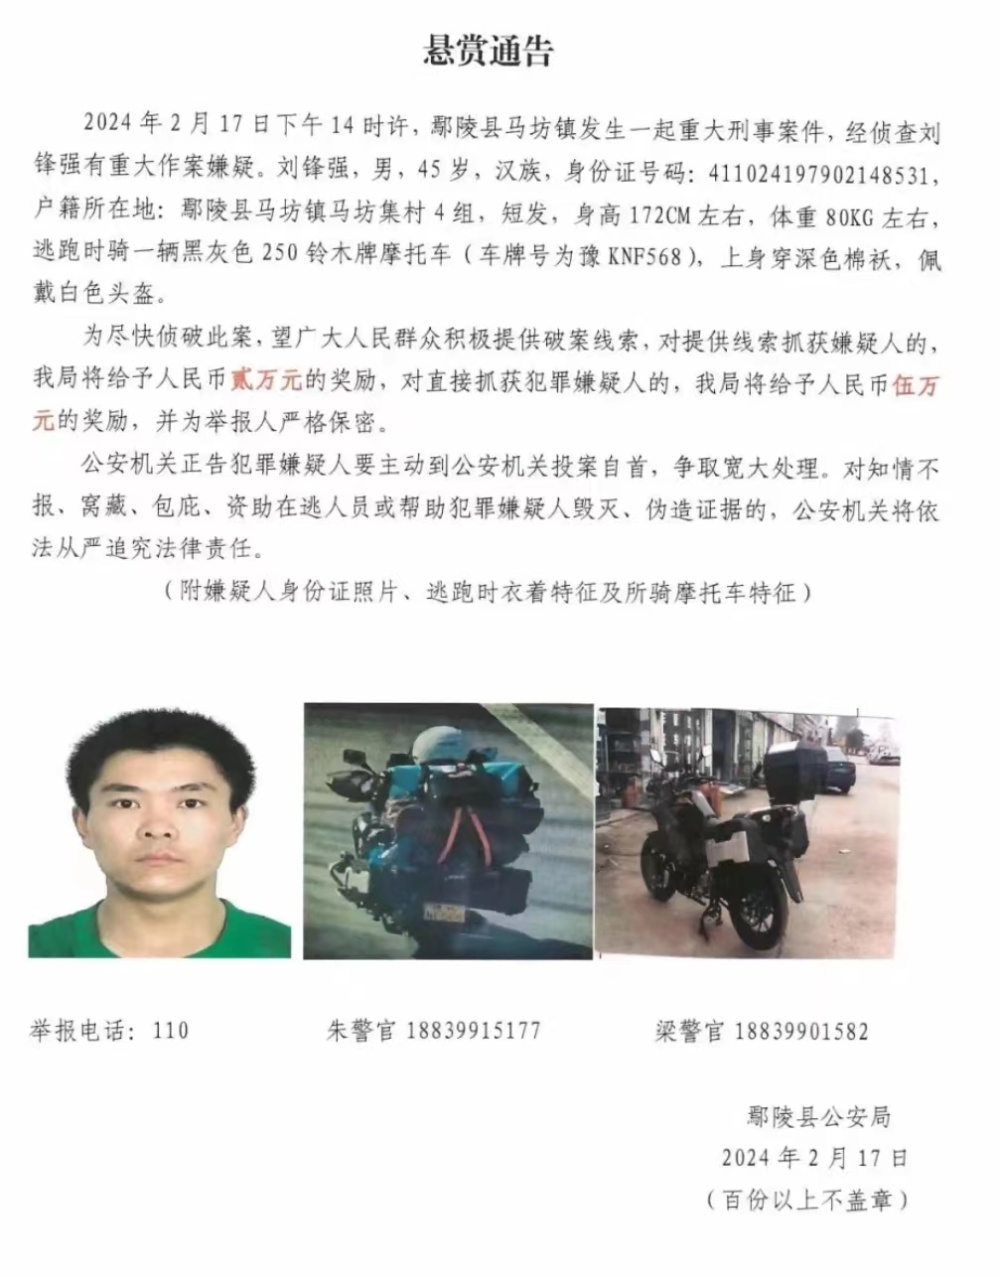 悬赏通告
2024 年 2 月 17 日下午 14 时许，鄢陵县马坊镇发生一起重大刑事案件，经侦查刘
锋强有重大作案嫌疑。刘锋强，男，45 岁，汉族，身份证号码：411024197902148531，
户籍所在地：鄢陵县马坊镇马坊集村 4 组，短发，身高 172CM 左右，体重 80KG 左右，
逃跑时骑一辆黑灰色 250 铃木牌摩托车（车牌号为豫 KNF568），上身穿深色棉袄，佩
戴白色头盔。
为尽快侦破此案，望广大人民群众积极提供破案线索，对提供线索抓获嫌疑人的，
我局将给予人民币贰万元的奖励，对直接抓获犯罪嫌疑人的，我局将给予人民币伍万
元的奖励，并为举报人严格保密。
公安机关正告犯罪嫌疑人要主动到公安机关投案自首，争取宽大处理。对知情不
报、窝藏、包庇、资助在逃人员或帮助犯罪嫌疑人毁灭、伪造证据的，公安机关将依
法从严追究法律责任。
（附嫌疑人身份证照片、逃跑时衣着特征及所骑摩托车特征）
举报电话：110 朱警官 18839915177 梁警官 18839901582
鄢陵县公安局
2024 年 2 月 17 日
（百份以上不盖章）